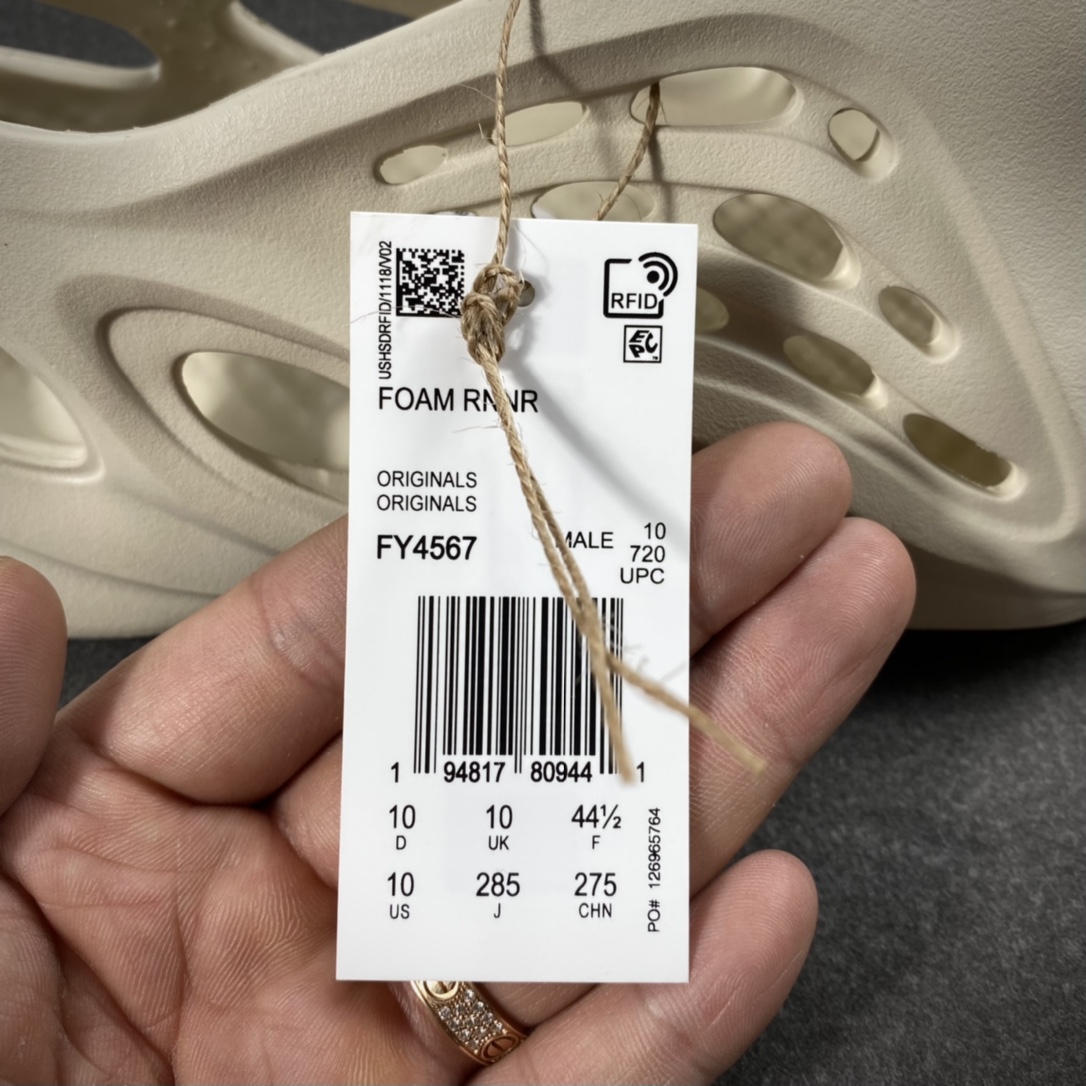 USHSDRFID/1118/V02
RFID
EPC
FOAM RNNR
ORIGINALS
ORIGINALS
FY4567
MALE
10
720
UPC
1 94817 80944 1
10 10 44½
D UK F
10 285 275
US J CHN
PO# 126965764